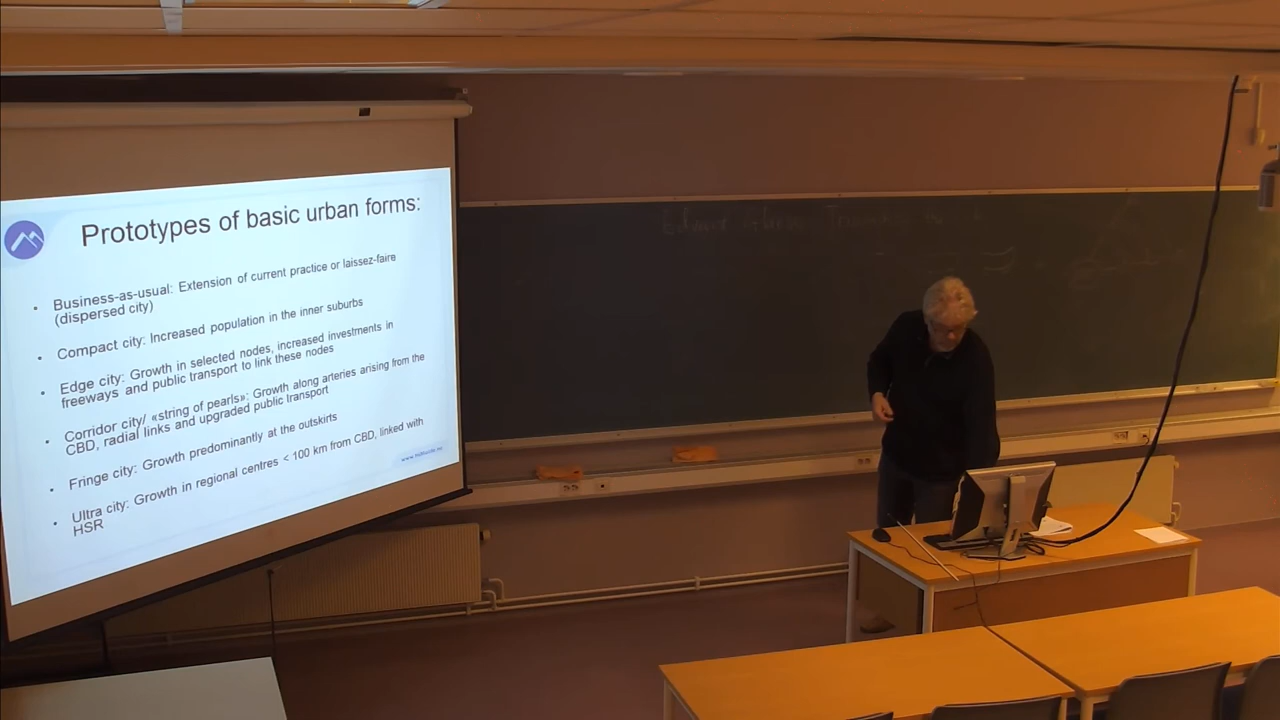 Prototypes of basic urban forms:
• Business-as-usual: Extension of current practice or laissez-faire
(dispersed city)
• Compact city: Increased population in the inner suburbs
• Edge city: Growth in selected nodes, increased investments in
freeways and public transport to link these nodes
• Corridor city/ «string of pearls»: Growth along arteries arising from the
CBD, radial links and upgraded public transport
• Fringe city: Growth predominantly at the outskirts
• Ultra city: Growth in regional centres < 100 km from CBD, linked with
HSR